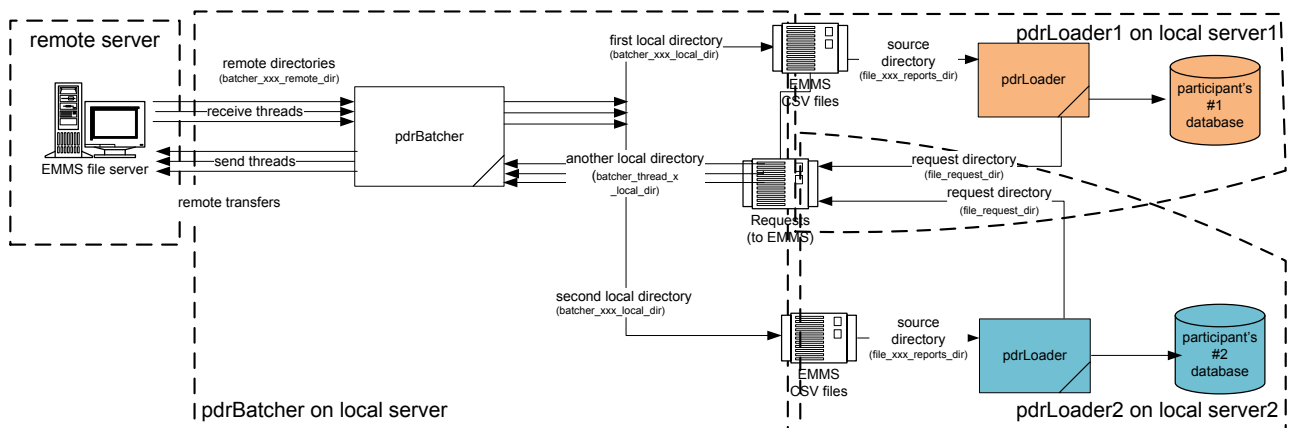 remote server
EMMS file server
remote directories
(batcher_xxx_remote_dir)
receive threads
send threads
remote transfers
pdrBatcher
pdrBatcher on local server
first local directory
(batcher_xxx_local_dir)
another local directory
(batcher_thread_x
_local_dir)
second local directory
(batcher_xxx_local_dir)
EMMS
CSV files
Requests
(to EMMS)
EMMS
CSV files
pdrLoader1 on local server1
source
directory
(file_xxx_reports_dir)
pdrLoader
participant's
#1
database
request directory
(file_request_dir)
request directory
(file_request_dir)
source
directory
(file_xxx_reports_dir)
pdrLoader
participant's
#2
database
pdrLoader2 on local server2